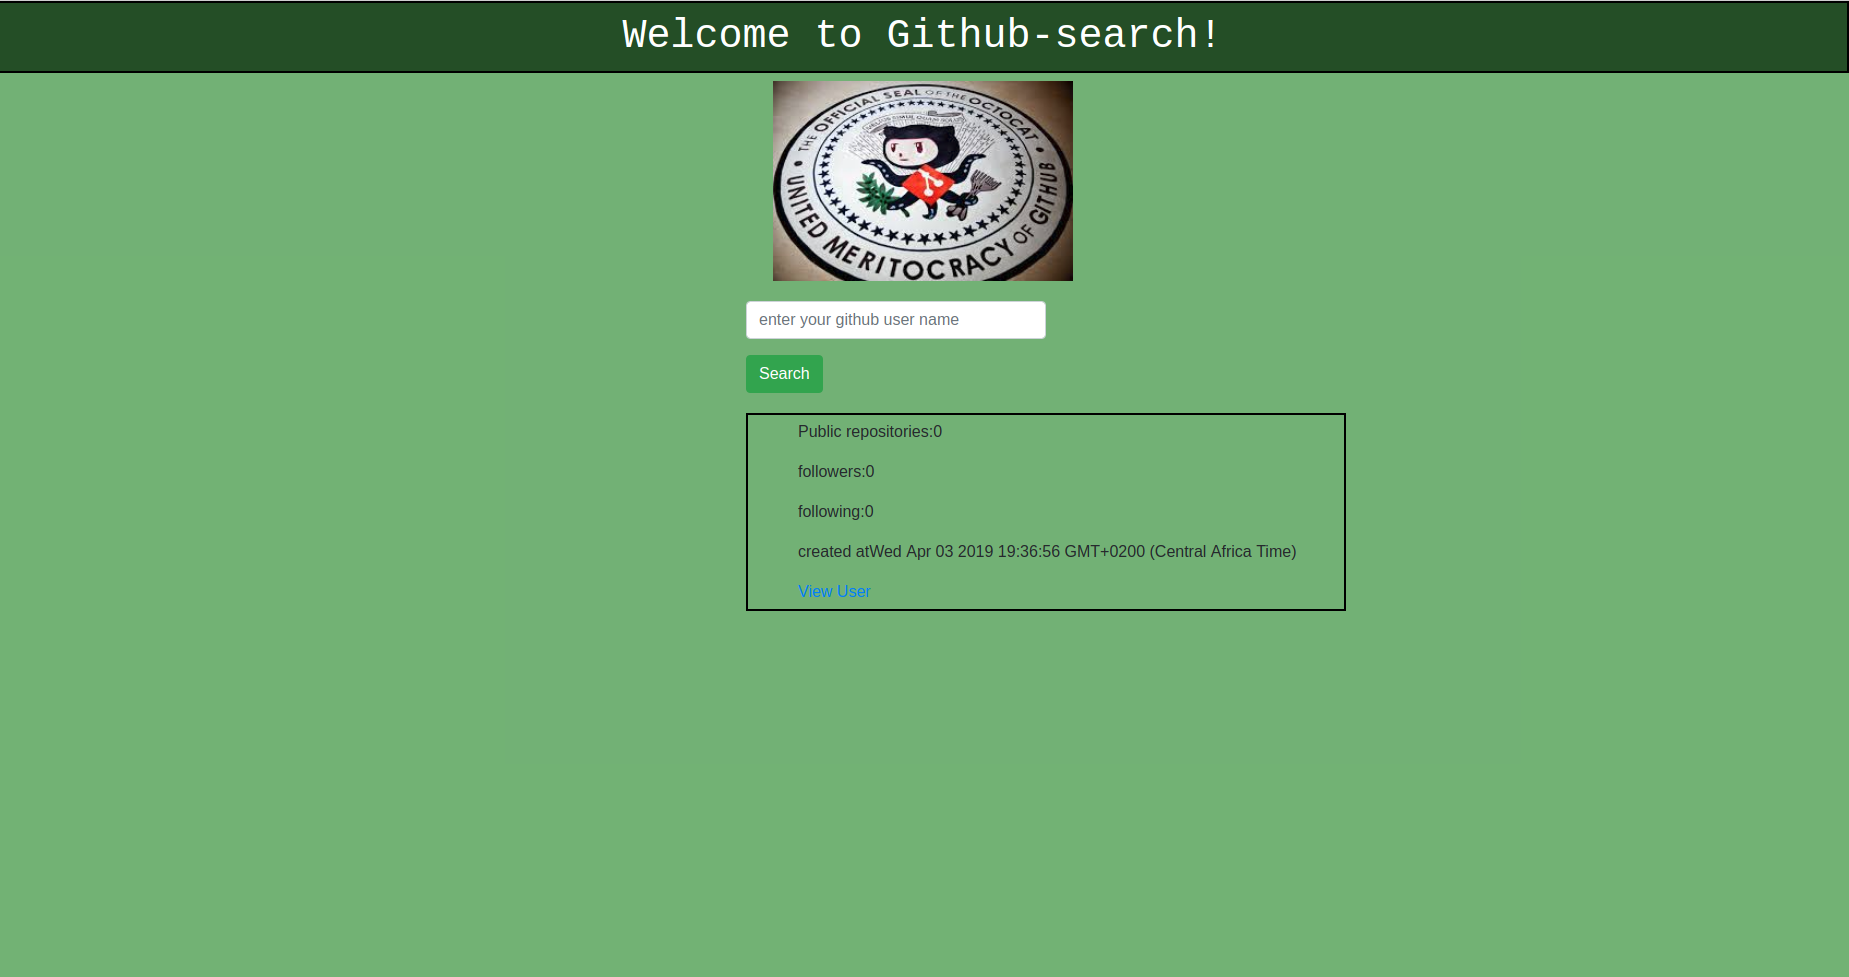 Welcome to Github-search!
THE OFFICIAL SEAL OF THE OCTOCAT
UNITED MERITOCRACY OF GITHUB
enter your github user name
Search
Public repositories:0
followers:0
following:0
created atWed Apr 03 2019 19:36:56 GMT+0200 (Central Africa Time)
View User